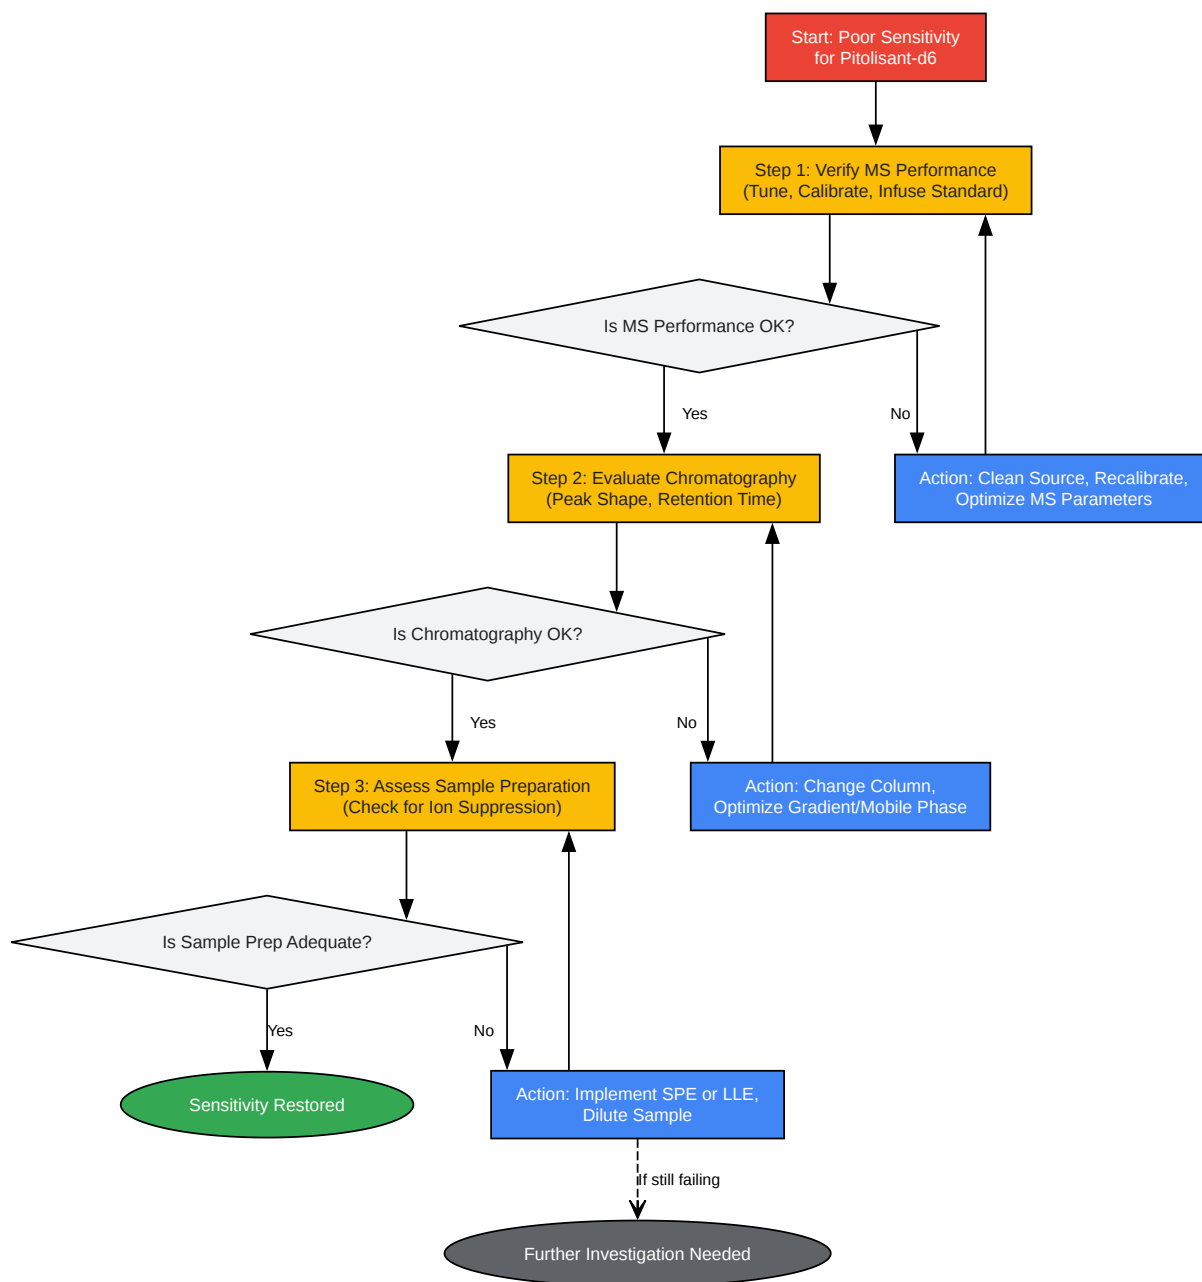 Start: Poor Sensitivity
for Pitolisant-d6
Step 1: Verify MS Performance
(Tune, Calibrate, Infuse Standard)
Is MS Performance OK?
Yes
No
Step 2: Evaluate Chromatography
(Peak Shape, Retention Time)
Action: Clean Source, Recalibrate,
Optimize MS Parameters
Is Chromatography OK?
Yes
No
Step 3: Assess Sample Preparation
(Check for Ion Suppression)
Action: Change Column,
Optimize Gradient/Mobile Phase
Is Sample Prep Adequate?
Yes
No
Sensitivity Restored
Action: Implement SPE or LLE,
Dilute Sample
If still failing
Further Investigation Needed